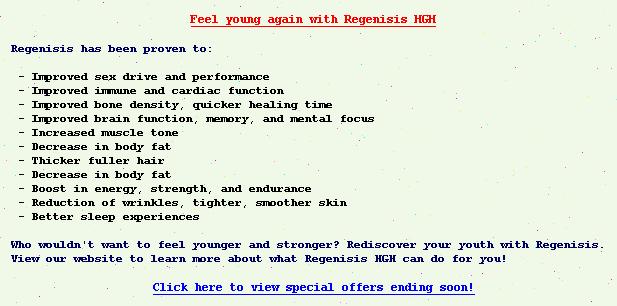 Feel young again with Regenisis HGH
Regenisis has been proven to:
- Improved sex drive and performance
- Improved immune and cardiac function
- Improved bone density, quicker healing time
- Improved brain function, memory, and mental focus
- Increased muscle tone
- Decrease in body fat
- Thicker fuller hair
- Decrease in body fat
- Boost in energy, strength, and endurance
- Reduction of wrinkles, tighter, smoother skin
- Better sleep experiences
Who wouldn't want to feel younger and stronger? Rediscover your youth with Regenisis.
View our website to learn more about what Regenisis HGH can do for you!
Click here to view special offers ending soon!